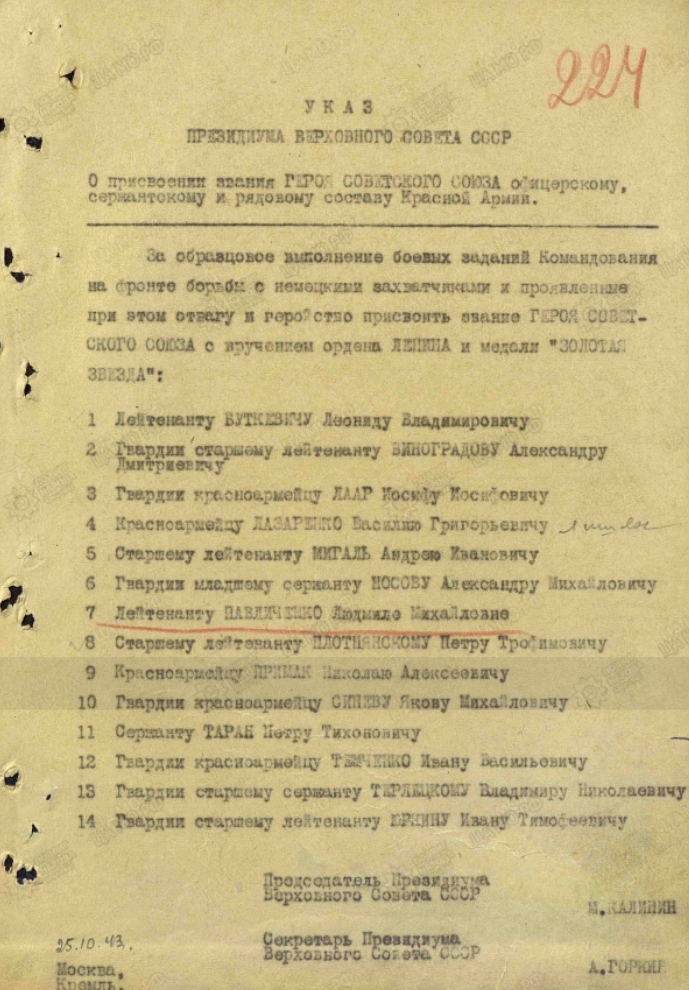 224
УКАЗ
ПРЕЗИДИУМА ВЕРХОВНОГО СОВЕТА СССР
О присвоении звания ГЕРОЯ СОВЕТСКОГО СОЮЗА офицерскому,
сержантскому и рядовому составу Красной Армии.
За образцовое выполнение боевых заданий Командования
на фронте борьбы с немецкими захватчиками и проявленные
при этом отвагу и геройство присвоить звание ГЕРОЯ СОВЕТ-
СКОГО СОЮЗА с вручением ордена ЛЕНИНА и медали "ЗОЛОТАЯ
ЗВЕЗДА":
1 Лейтенанту БУТКЕВИЧУ Леониду Владимировичу
2 Гвардии старшему лейтенанту ВИНОГРАДОВУ Александру
Дмитриевичу
3 Гвардии красноармейцу ЛААР Иосифу Иосифовичу
4 Красноармейцу ЛАЗАРЕНКО Василию Григорьевичу
5 Старшему лейтенанту МИГАЛЬ Андрею Ивановичу
6 Гвардии младшему сержанту НОСОВУ Александру Михайловичу
7 Лейтенанту ПАВЛИЧЕНКО Людмиле Михайловне
8 Старшему лейтенанту ПЛОТНЯНСКОМУ Петру Трофимовичу
9 Красноармейцу ПРИМАК Николаю Алексеевичу
10 Гвардии красноармейцу СИНЕВУ Якову Михайловичу
11 Сержанту ТАРАН Петру Тихоновичу
12 Гвардии красноармейцу ТЕМЧЕНКО Ивану Васильевичу
13 Гвардии старшему сержанту ТЕРЛЕЦКОМУ Владимиру Николаевичу
14 Гвардии старшему лейтенанту ЮРКИНУ Ивану Тимофеевичу
Председатель Президиума
Верховного Совета СССР
М.КАЛИНИН
25.10.43.
Секретарь Президиума
Верховного Совета СССР
А.ГОРКИН
Москва,
Кремль.